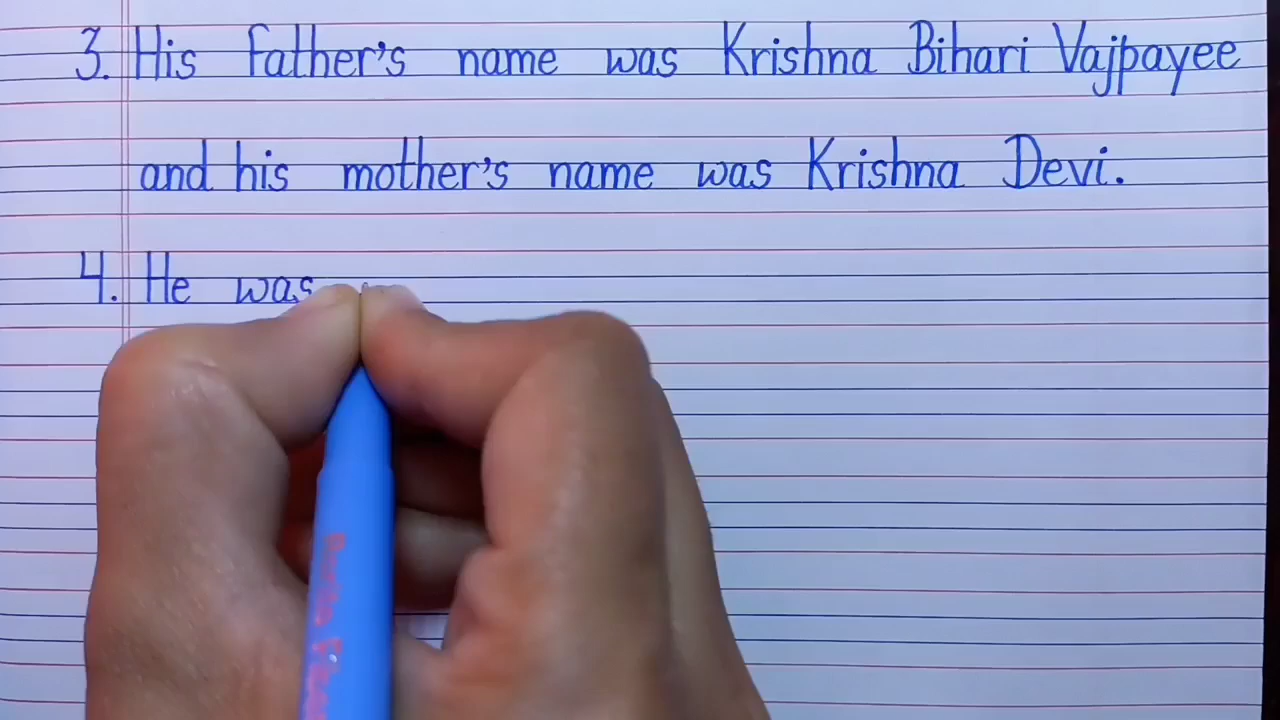 3. His father's name was Krishna Bihari Vajpayee
and his mother's name was Krishna Devi.
4. He was